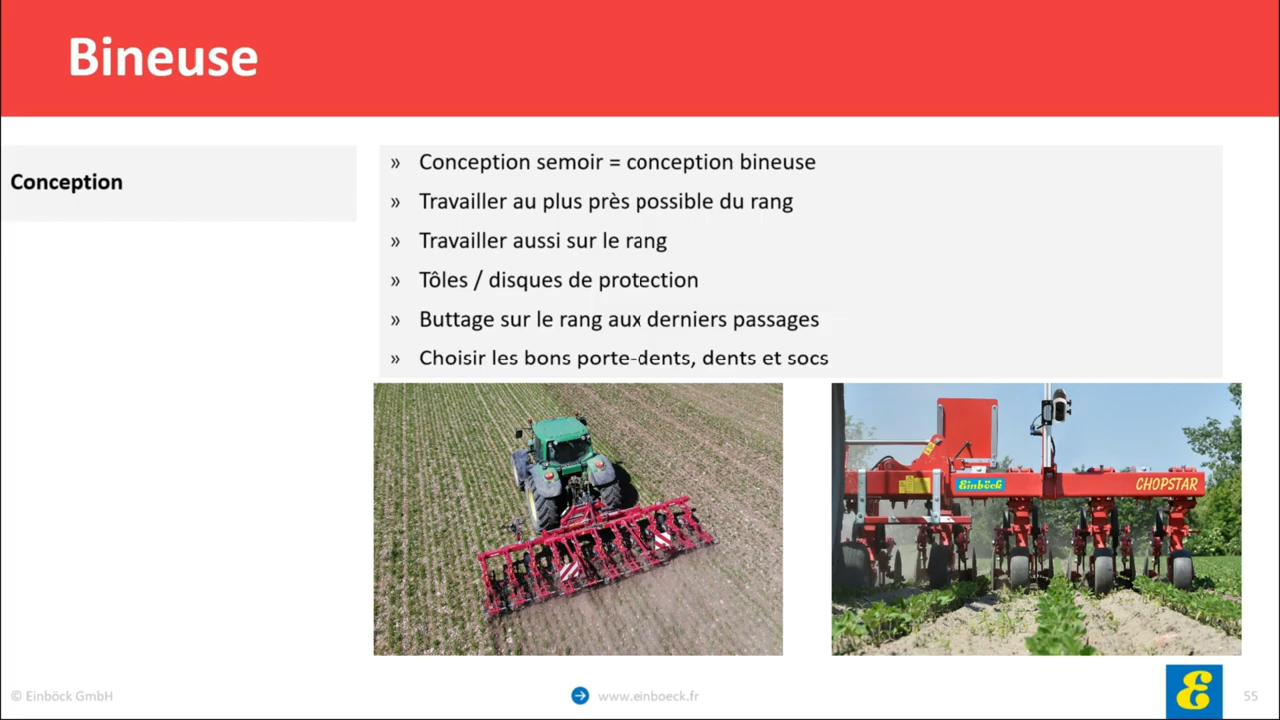 Bineuse
Conception
» Conception semoir = conception bineuse
» Travailler au plus près possible du rang
» Travailler aussi sur le rang
» Tôles / disques de protection
» Buttage sur le rang aux derniers passages
» Choisir les bons porte-dents, dents et socs
Einböck
CHOPSTAR
© Einböck GmbH
www.einboeck.fr
E
55